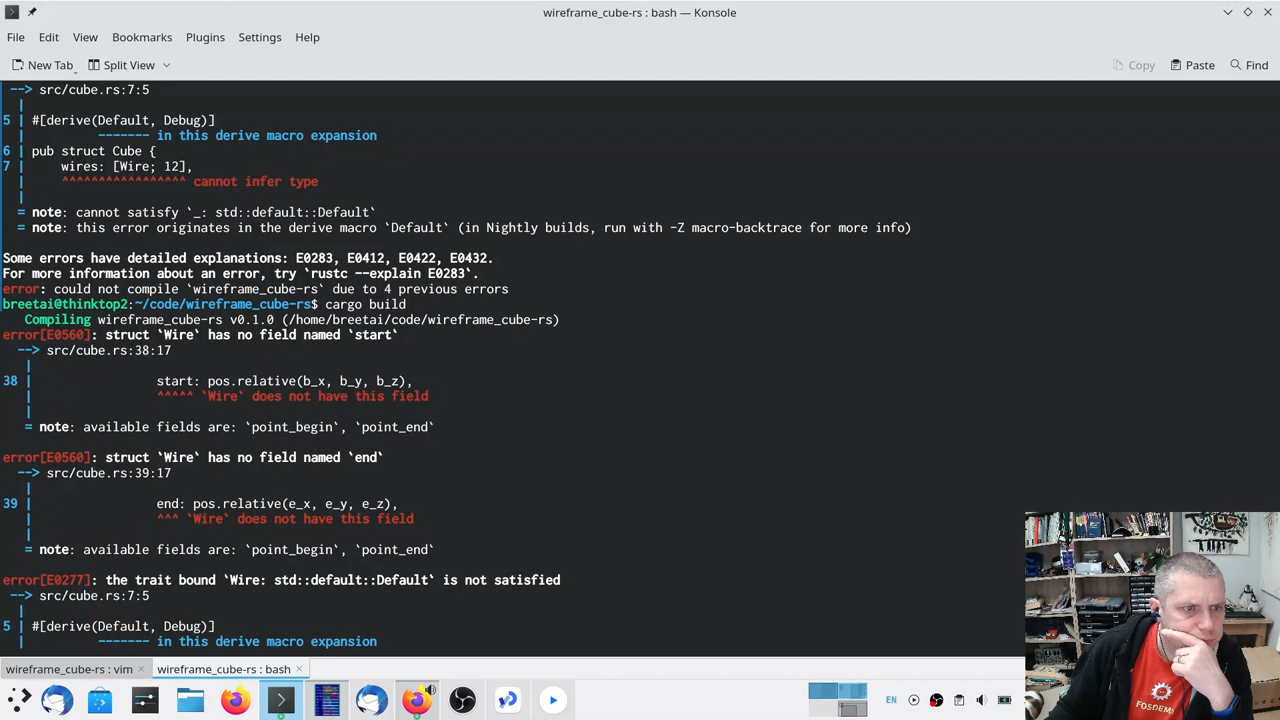 wireframe_cube-rs : bash — Konsole
File Edit View Bookmarks Plugins Settings Help
New Tab Split View Copy Paste Find
--> src/cube.rs:7:5
|
5 | #[derive(Default, Debug)]
| ------- in this derive macro expansion
6 | pub struct Cube {
7 | wires: [Wire; 12],
| ^^^^^^^^^^^^^^^^^ cannot infer type
|
= note: cannot satisfy `_: std::default::Default`
= note: this error originates in the derive macro `Default` (in Nightly builds, run with -Z macro-backtrace for more info)
Some errors have detailed explanations: E0283, E0412, E0422, E0432.
For more information about an error, try `rustc --explain E0283`.
error: could not compile `wireframe_cube-rs` due to 4 previous errors
breetai@thinktop2:~/code/wireframe_cube-rs$ cargo build
Compiling wireframe_cube-rs v0.1.0 (/home/breetai/code/wireframe_cube-rs)
error[E0560]: struct `Wire` has no field named `start`
--> src/cube.rs:38:17
|
38 | start: pos.relative(b_x, b_y, b_z),
| ^^^^^ `Wire` does not have this field
|
= note: available fields are: `point_begin`, `point_end`
error[E0560]: struct `Wire` has no field named `end`
--> src/cube.rs:39:17
|
39 | end: pos.relative(e_x, e_y, e_z),
| ^^^ `Wire` does not have this field
|
= note: available fields are: `point_begin`, `point_end`
error[E0277]: the trait bound `Wire: std::default::Default` is not satisfied
--> src/cube.rs:7:5
|
5 | #[derive(Default, Debug)]
| ------- in this derive macro expansion
wireframe_cube-rs : vim wireframe_cube-rs : bash
EN
FOSDEM